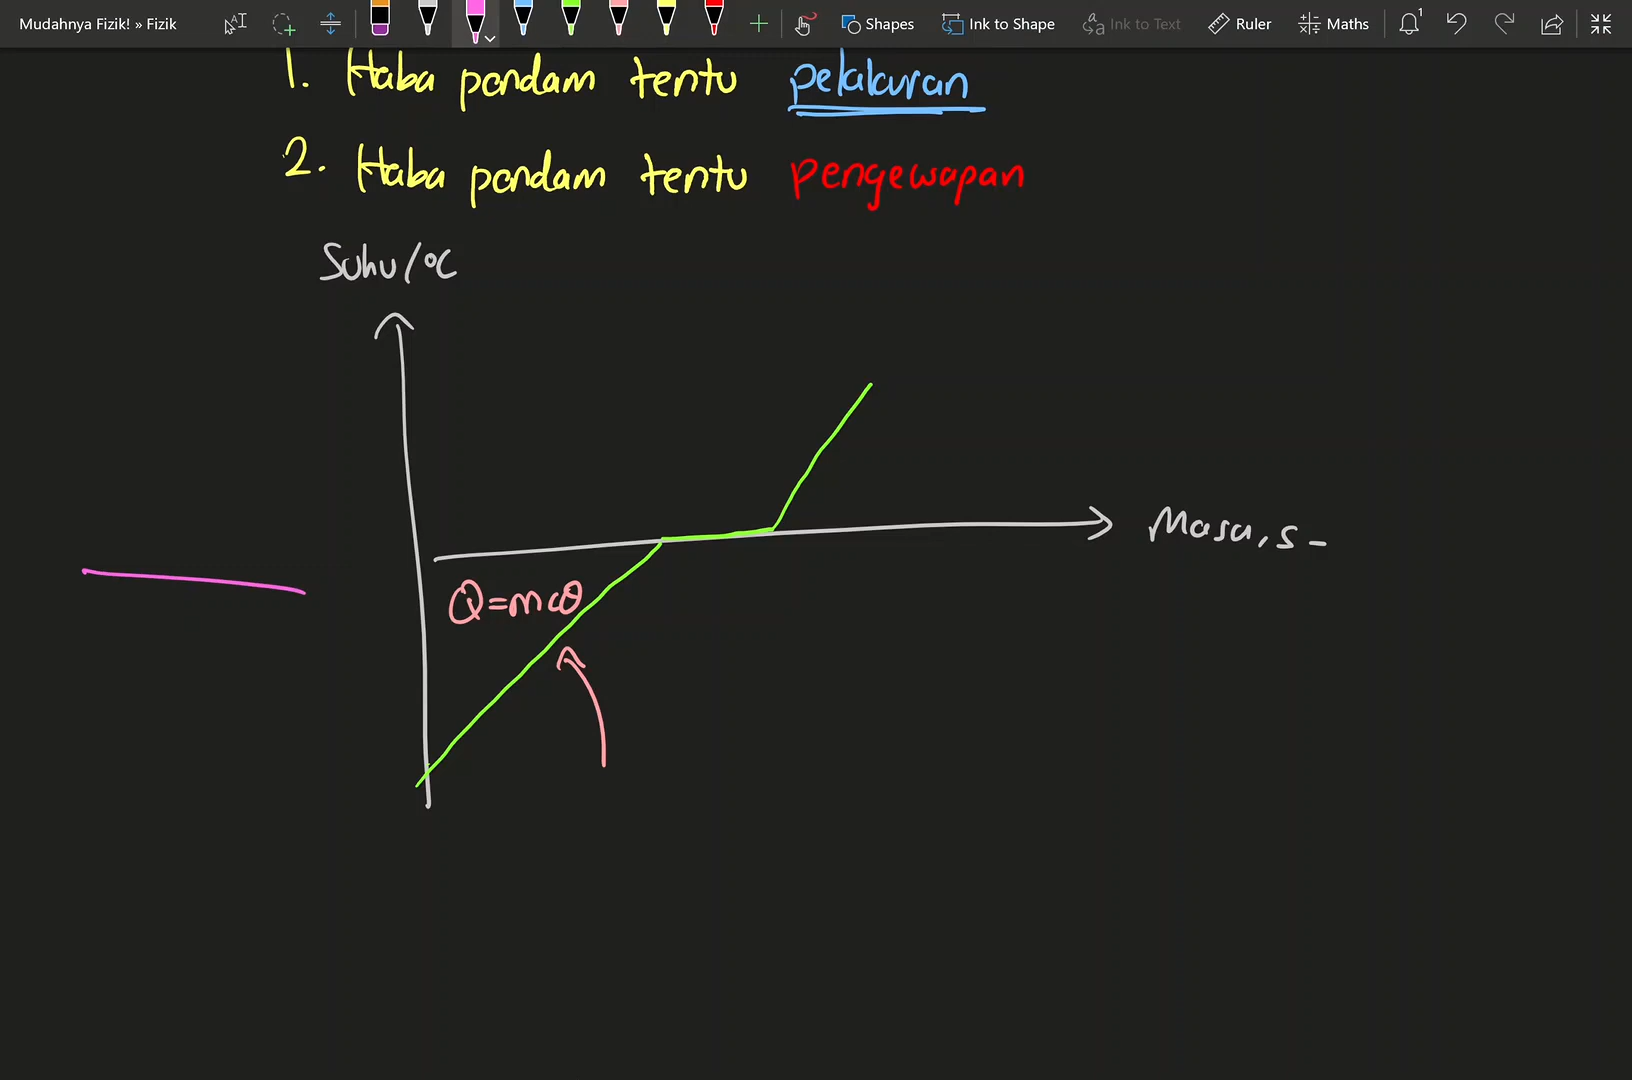 Mudahnya Fizik! » Fizik
Shapes
Ink to Shape
Ink to Text
Ruler
Maths
1
1. Haba pendam tentu pelakuran
2. Haba pendam tentu pengewapan
Suhu/°C
Masa, s -
Q=mcθ